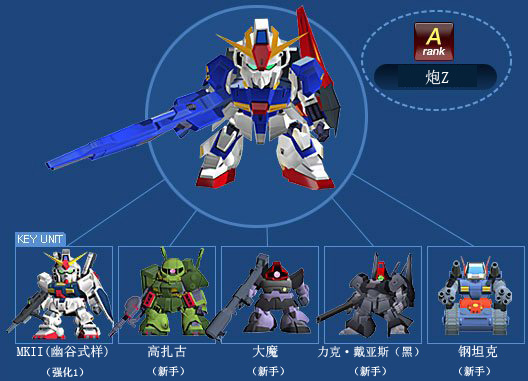 A
rank
炮Z
KEY UNIT
MKII(幽谷式样)
(强化1)
高扎古
(新手)
大魔
(新手)
力克·戴亚斯(黑)
(新手)
钢坦克
(新手)